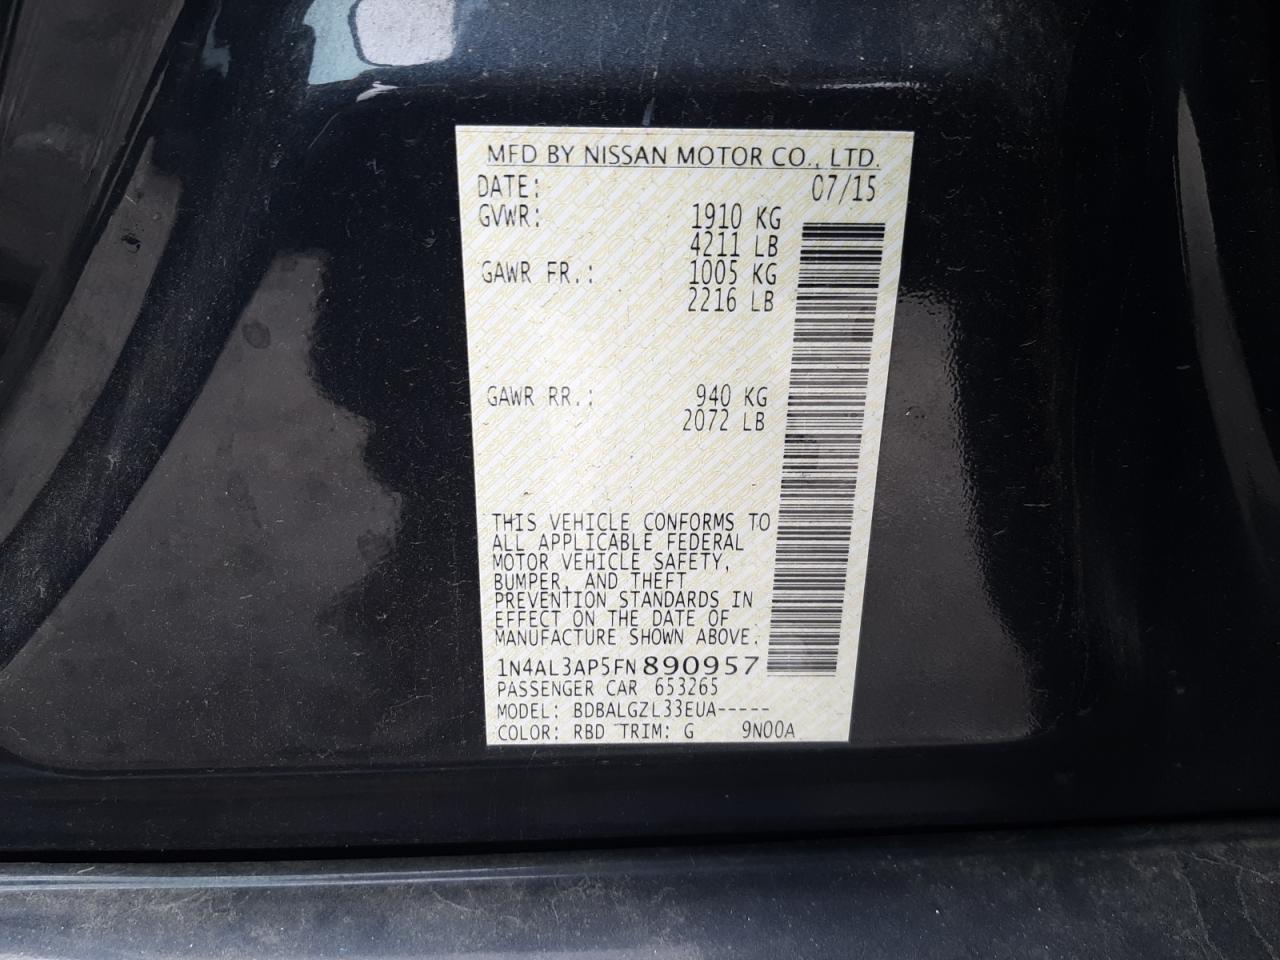 MFD BY NISSAN MOTOR CO., LTD.
DATE: 07/15
GVWR: 1910 KG
4211 LB
GAWR FR.: 1005 KG
2216 LB
GAWR RR.: 940 KG
2072 LB
THIS VEHICLE CONFORMS TO
ALL APPLICABLE FEDERAL
MOTOR VEHICLE SAFETY,
BUMPER, AND THEFT
PREVENTION STANDARDS IN
EFFECT ON THE DATE OF
MANUFACTURE SHOWN ABOVE.
1N4AL3AP5FN890957
PASSENGER CAR 653265
MODEL: BDBALGZL33EUA-----
COLOR: RBD TRIM: G 9N00A